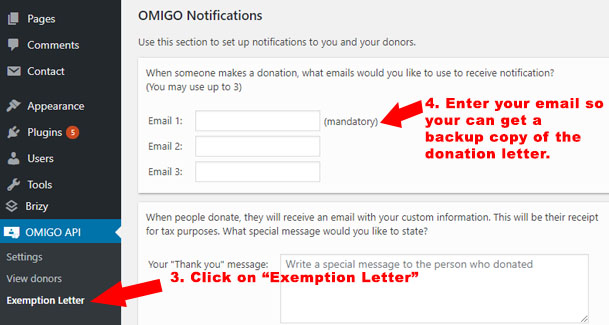 Pages
Comments
Contact
Appearance
Plugins 5
Users
Tools
Brizy
OMIGO API
Settings
View donors
Exemption Letter
OMIGO Notifications
Use this section to set up notifications to you and your donors.
When someone makes a donation, what emails would you like to use to receive notification?
(You may use up to 3)
Email 1:
(mandatory)
Email 2:
Email 3:
4. Enter your email so
your can get a
backup copy of the
donation letter.
When people donate, they will receive an email with your custom information. This will be their receipt
for tax purposes. What special message would you like to state?
Your "Thank you" message:
Write a special message to the person who donated
3. Click on “Exemption Letter”